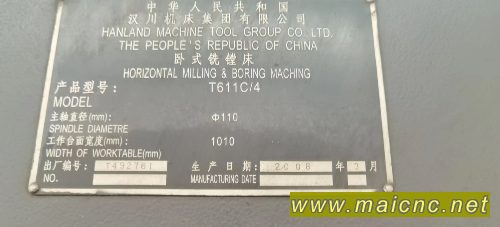 中华人民共和国
汉川机床集团有限公司
HANLAND MACHINE TOOL GROUP CO.LTD.
THE PEOPLE'S REPUBLIC OF CHINA
卧式铣镗床
HORIZONTAL MILLING & BORING MACHING
产品型号： T611C/4
MODEL
主轴直径(mm): Φ110
SPINDLE DIAMETRE
工作台面宽度(mm): 1010
WIDTH OF WORKTABLE(mm)
出厂编号： 生产日期： 2008 年 月
NO. MANUFACTURING DATE
www.maicnc.net